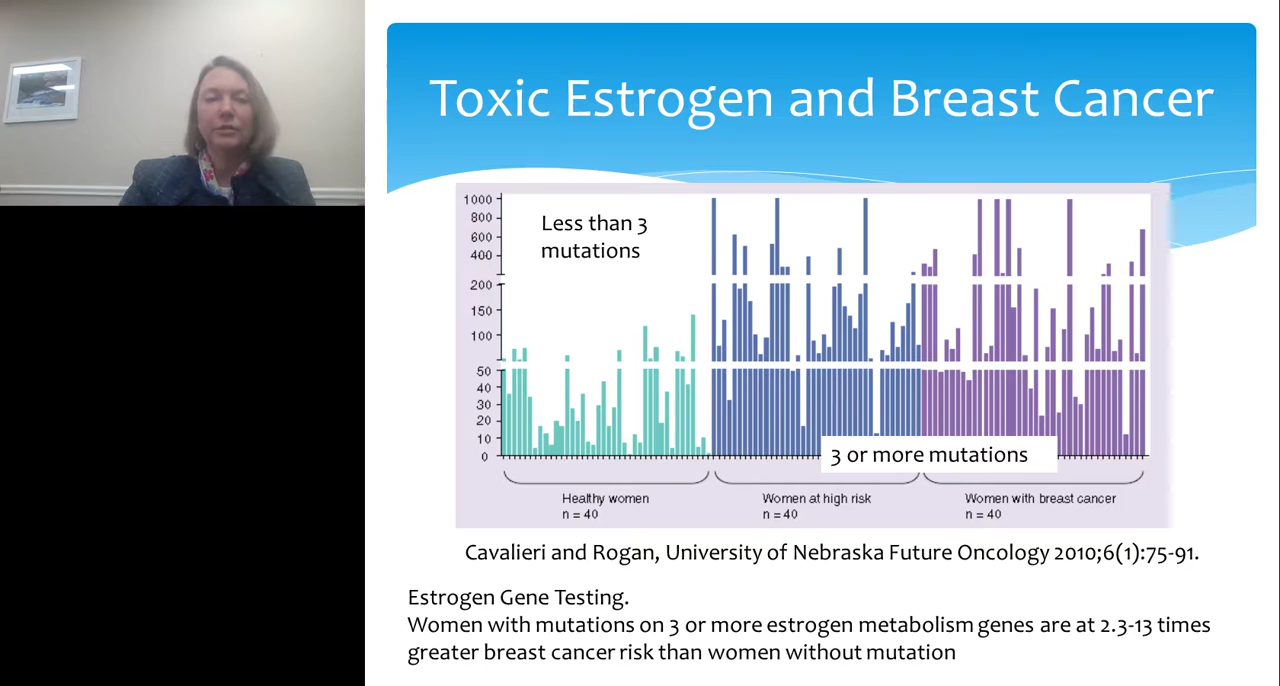 Toxic Estrogen and Breast Cancer
1000
800
600
400
200
150
100
50
40
30
20
10
0
Less than 3
mutations
3 or more mutations
Healthy women
n = 40
Women at high risk
n = 40
Women with breast cancer
n = 40
Cavalieri and Rogan, University of Nebraska Future Oncology 2010;6(1):75-91.
Estrogen Gene Testing.
Women with mutations on 3 or more estrogen metabolism genes are at 2.3-13 times
greater breast cancer risk than women without mutation